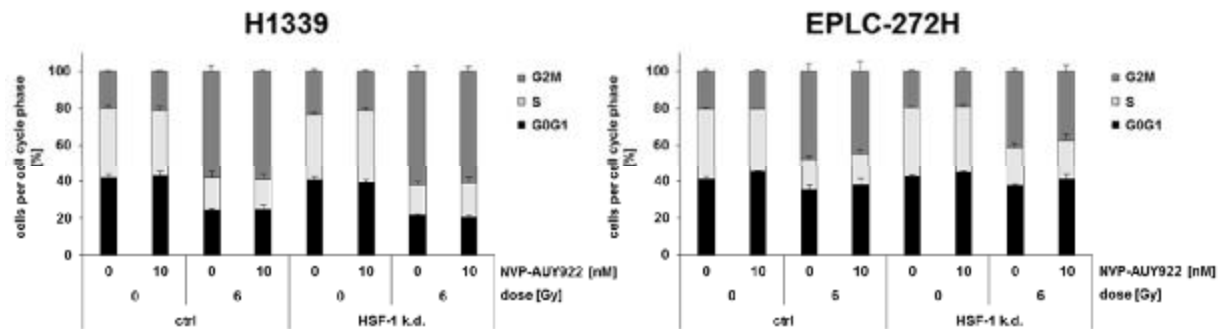 H1339 EPLC-272H
cells per cell cycle phase [%]
100
80
60
40
20
0
G2M
S
G0G1
0 10 0 10 0 10 0 10 NVP-AUY922 [nM]
0 6 0 6 dose [Gy]
ctrl HSF-1 k.d.
cells per cell cycle phase [%]
100
80
60
40
20
0
G2M
S
G0G1
0 10 0 10 0 10 0 10 NVP-AUY922 [nM]
0 6 0 6 dose [Gy]
ctrl HSF-1 k.d.